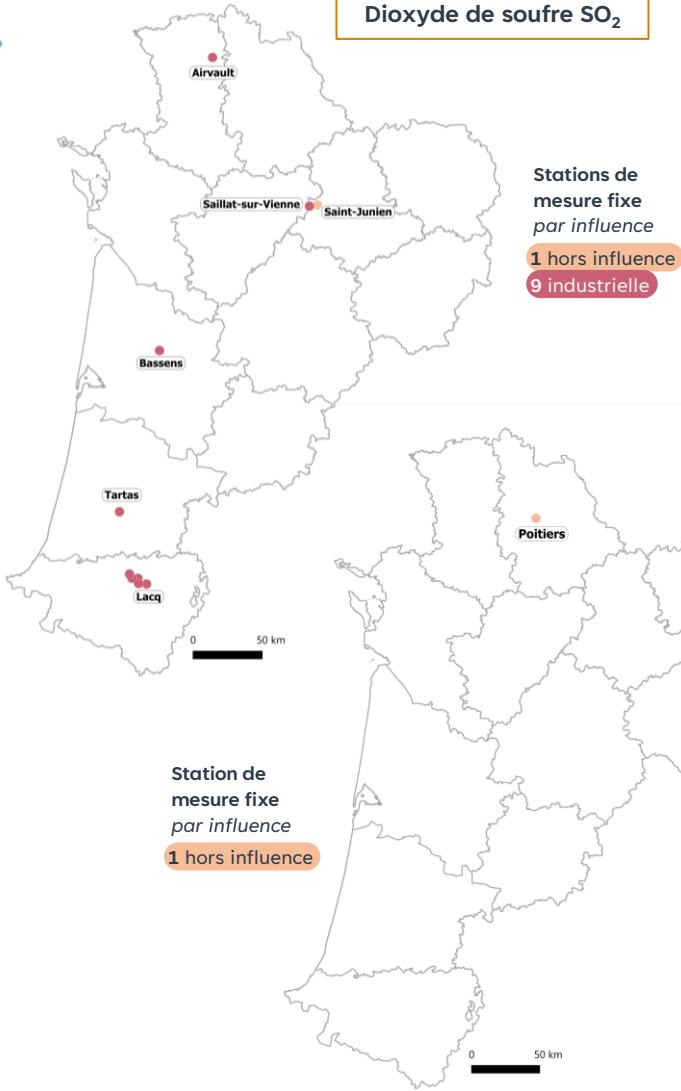 Dioxyde de soufre SO₂
Airvault
Saillat-sur-Vienne
Saint-Junien
Bassens
Tartas
Lacq
0 50 km
Stations de
mesure fixe
par influence
1 hors influence
9 industrielle
Poitiers
Station de
mesure fixe
par influence
1 hors influence
0 50 km